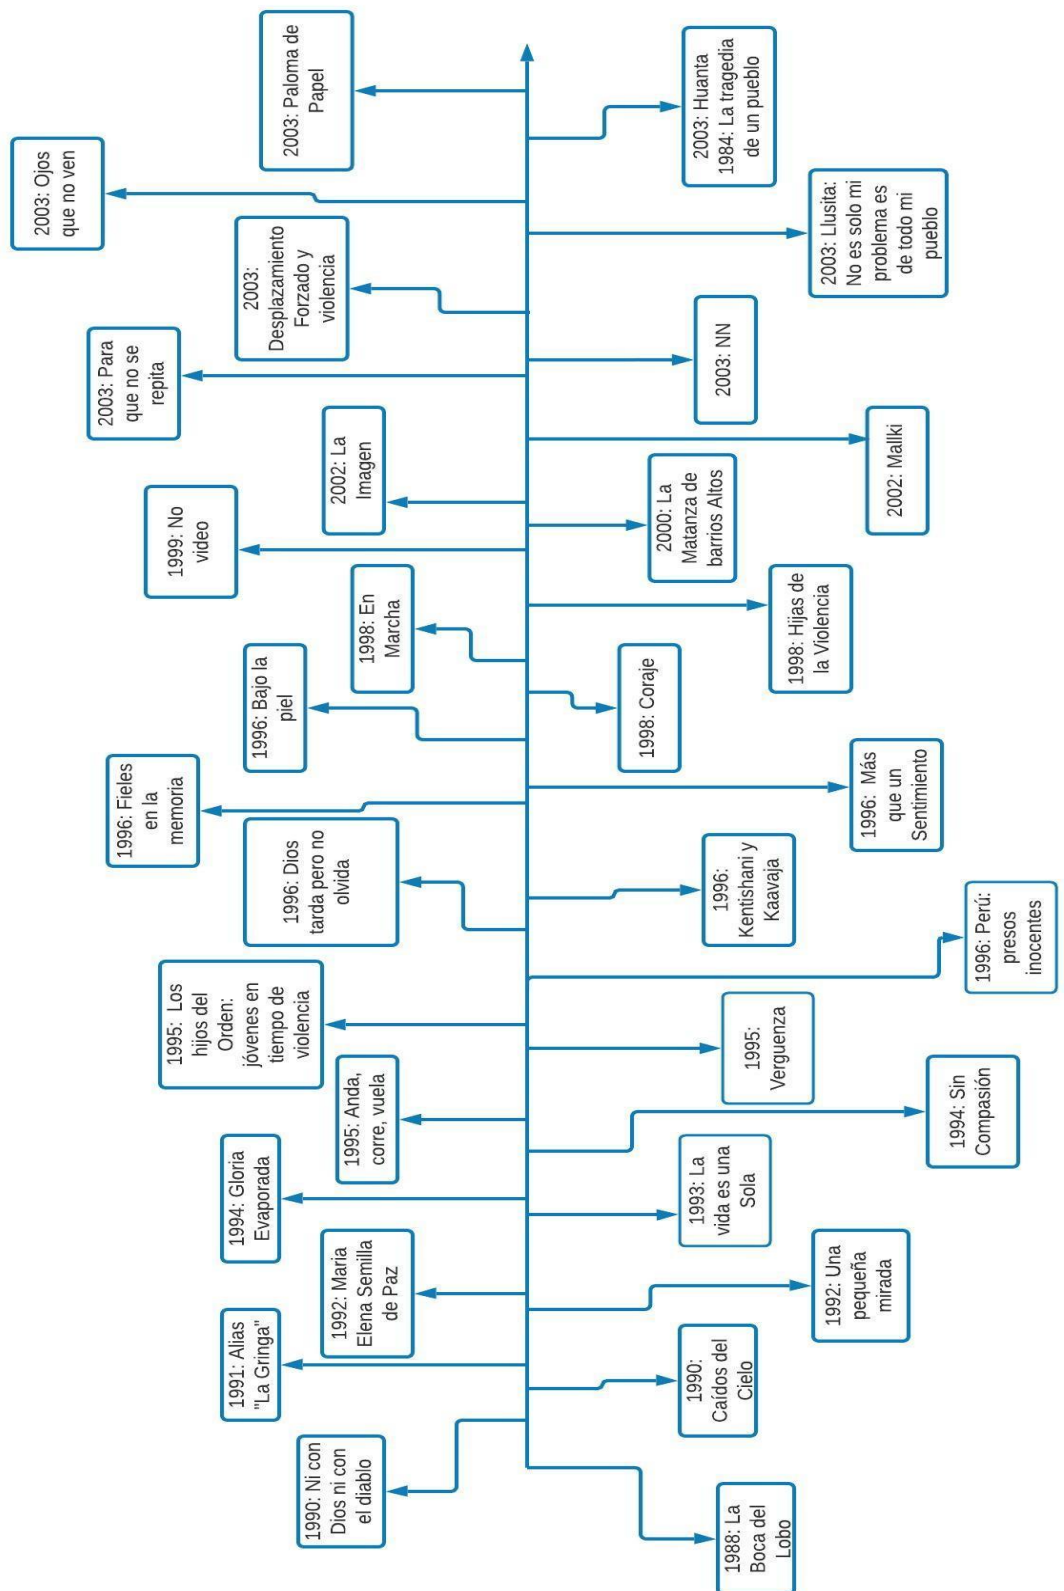 1988: La
Boca del
Lobo
1990: Ni con
Dios ni con
el diablo
1990:
Caídos del
Cielo
1991: Alias
"La Gringa"
1992: Una
pequeña
mirada
1992: Maria
Elena Semilla
de Paz
1993: La
vida es una
Sola
1994: Gloria
Evaporada
1994: Sin
Compasión
1995: Anda,
corre, vuela
1995:
Verguenza
1995: Los
hijos del
Orden:
jóvenes en
tiempo de
violencia
1996: Perú:
presos
inocentes
1996: Dios
tarda pero no
olvida
1996:
Kentishani y
Kaavaja
1996: Más
que un
Sentimiento
1996: Fieles
en la
memoria
1996: Bajo la
piel
1998: Coraje
1998: En
Marcha
1998: Hijas de
la Violencia
1999: No
video
2000: La
Matanza de
barrios Altos
2002: La
Imagen
2002: Mallki
2003: Para
que no se
repita
2003: NN
2003:
Desplazamiento
Forzado y
violencia
2003: Llusita:
No es solo mi
problema es
de todo mi
pueblo
2003: Ojos
que no ven
2003: Huanta
1984: La tragedia
de un pueblo
2003: Paloma de
Papel